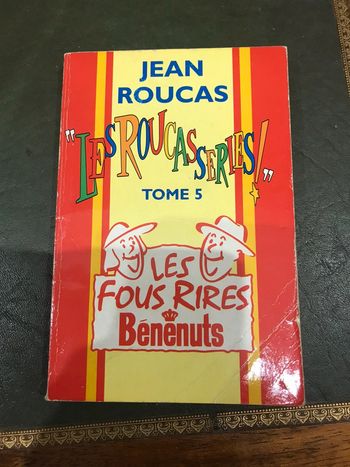 JEAN
ROUCAS
"LES ROUCASSERIES!"
TOME 5
LES
FOUS RIRES
Bénénuts